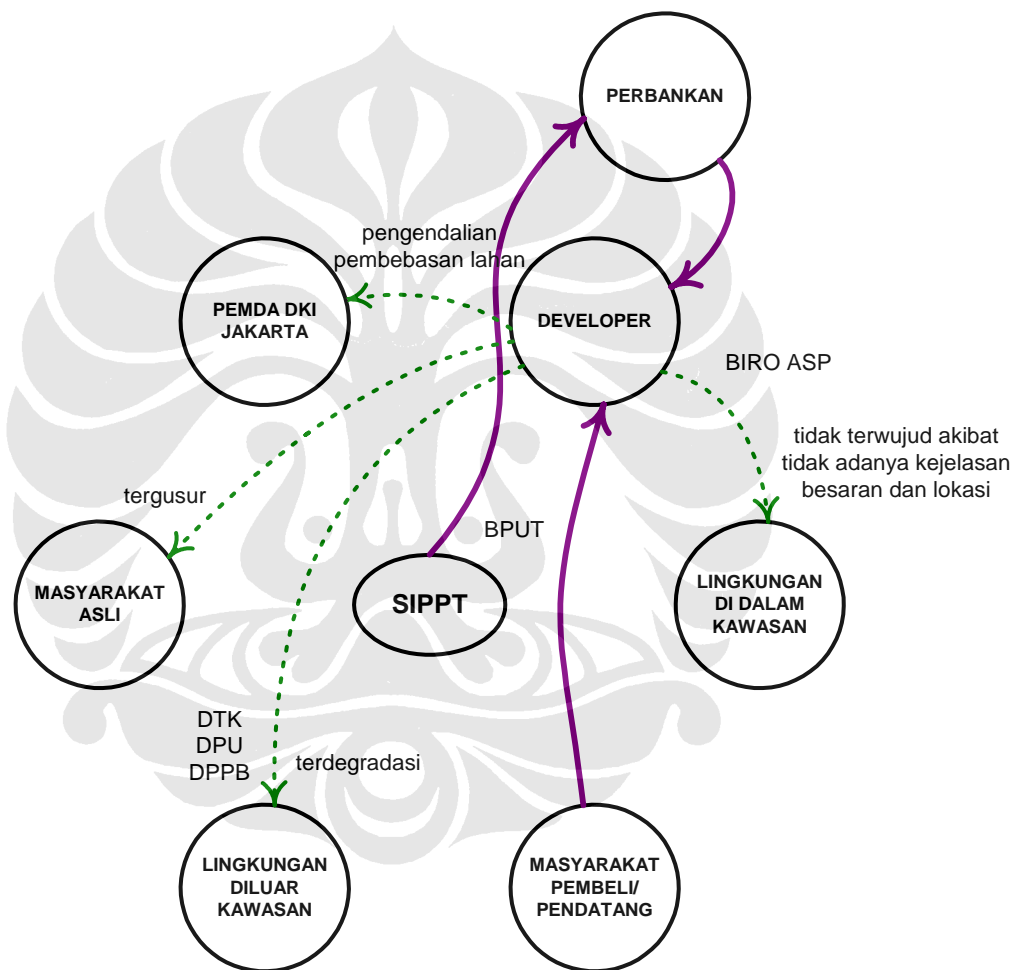 PERBANKAN
pengendalian
pembebasan lahan
PEMDA DKI
JAKARTA
DEVELOPER
BIRO ASP
tidak terwujud akibat
tidak adanya kejelasan
besaran dan lokasi
tergusur
BPUT
MASYARAKAT
ASLI
SIPPT
LINGKUNGAN
DI DALAM
KAWASAN
DTK
DPU
DPPB
terdegradasi
LINGKUNGAN
DILUAR
KAWASAN
MASYARAKAT
PEMBELI/
PENDATANG